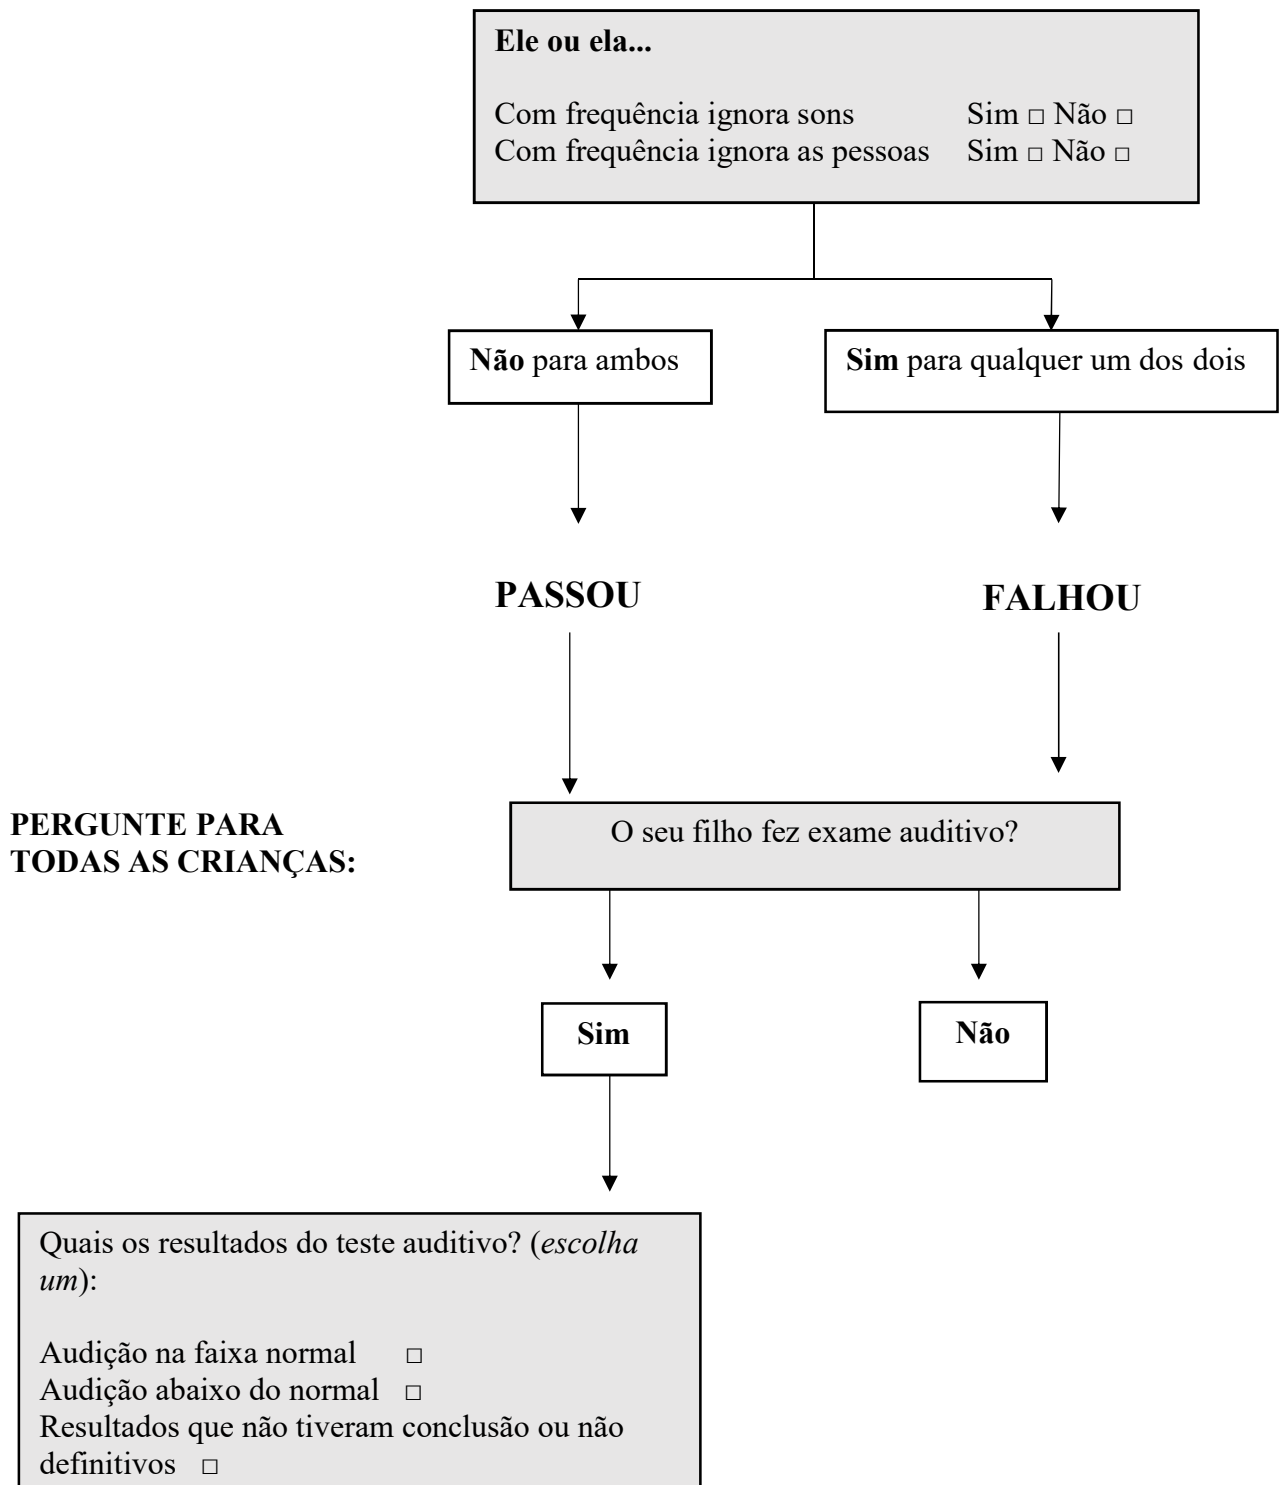 Ele ou ela...
Com frequência ignora sons Sim □ Não □
Com frequência ignora as pessoas Sim □ Não □
Não para ambos
Sim para qualquer um dos dois
PASSOU
FALHOU
PERGUNTE PARA
TODAS AS CRIANÇAS:
O seu filho fez exame auditivo?
Sim
Não
Quais os resultados do teste auditivo? (escolha
um):
Audição na faixa normal □
Audição abaixo do normal □
Resultados que não tiveram conclusão ou não
definitivos □